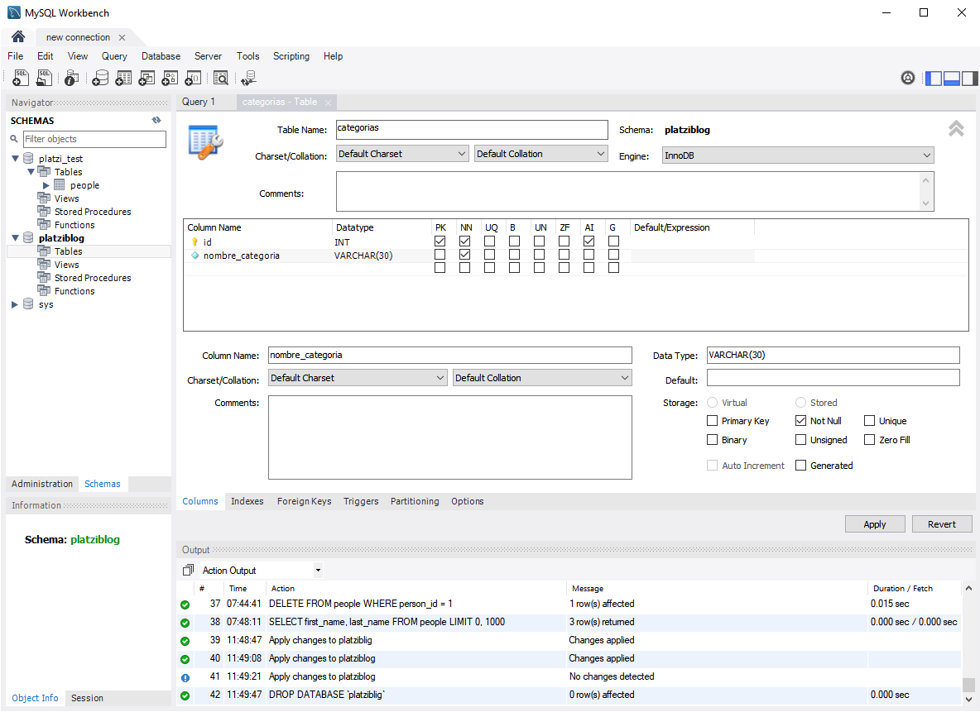 MySQL Workbench
new connection
File Edit View Query Database Server Tools Scripting Help
Navigator
SCHEMAS
Filter objects
platzi_test
Tables
people
Views
Stored Procedures
Functions
platziblog
Tables
Views
Stored Procedures
Functions
sys
Administration Schemas
Information
Schema: platziblog
Object Info Session
Query 1 categorias - Table
Table Name: categorias Schema: platziblog
Charset/Collation: Default Charset Default Collation Engine: InnoDB
Comments:
Column Name Datatype PK NN UQ B UN ZF AI G Default/Expression
id INT
nombre_categoria VARCHAR(30)
Column Name: nombre_categoria Data Type: VARCHAR(30)
Charset/Collation: Default Charset Default Collation Default:
Comments: Storage: Virtual Stored
Primary Key Not Null Unique
Binary Unsigned Zero Fill
Auto Increment Generated
Columns Indexes Foreign Keys Triggers Partitioning Options
Apply Revert
Output
Action Output
# Time Action Message Duration / Fetch
37 07:44:41 DELETE FROM people WHERE person_id = 1 1 row(s) affected 0.015 sec
38 07:48:11 SELECT first_name, last_name FROM people LIMIT 0, 1000 3 row(s) returned 0.000 sec / 0.000 sec
39 11:48:47 Apply changes to platziblig Changes applied
40 11:49:08 Apply changes to platziblog Changes applied
41 11:49:21 Apply changes to platziblog No changes detected
42 11:49:47 DROP DATABASE `platziblig` 0 row(s) affected 0.000 sec